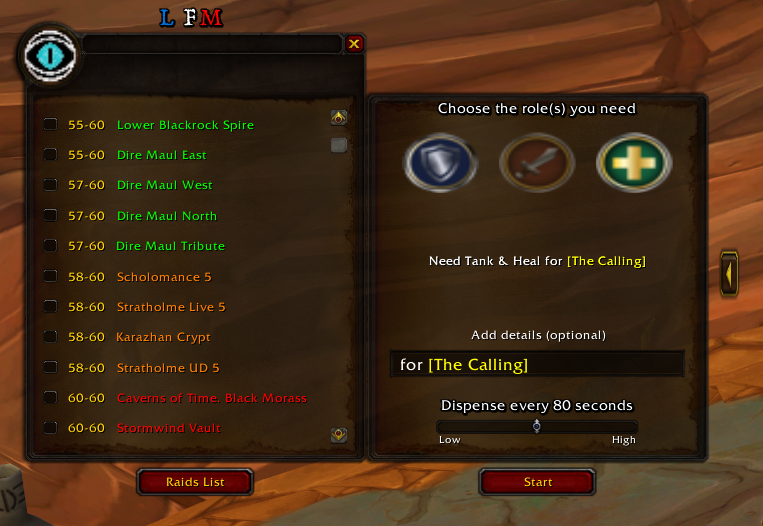 L F M
Choose the role(s) you need
55-60 Lower Blackrock Spire
55-60 Dire Maul East
57-60 Dire Maul West
57-60 Dire Maul North
57-60 Dire Maul Tribute
58-60 Scholomance 5
58-60 Stratholme Live 5
58-60 Karazhan Crypt
58-60 Stratholme UD 5
60-60 Caverns of Time. Black Morass
60-60 Stormwind Vault
Need Tank & Heal for [The Calling]
Add details (optional)
for [The Calling]
Dispense every 80 seconds
Low High
Raids List
Start